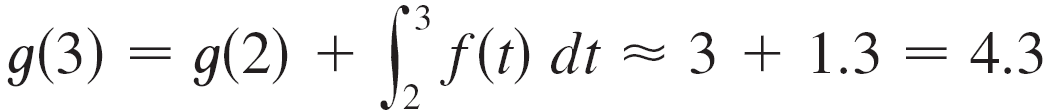 g(3) = g(2) + ∫₂³ f(t) dt ≈ 3 + 1.3 = 4.3